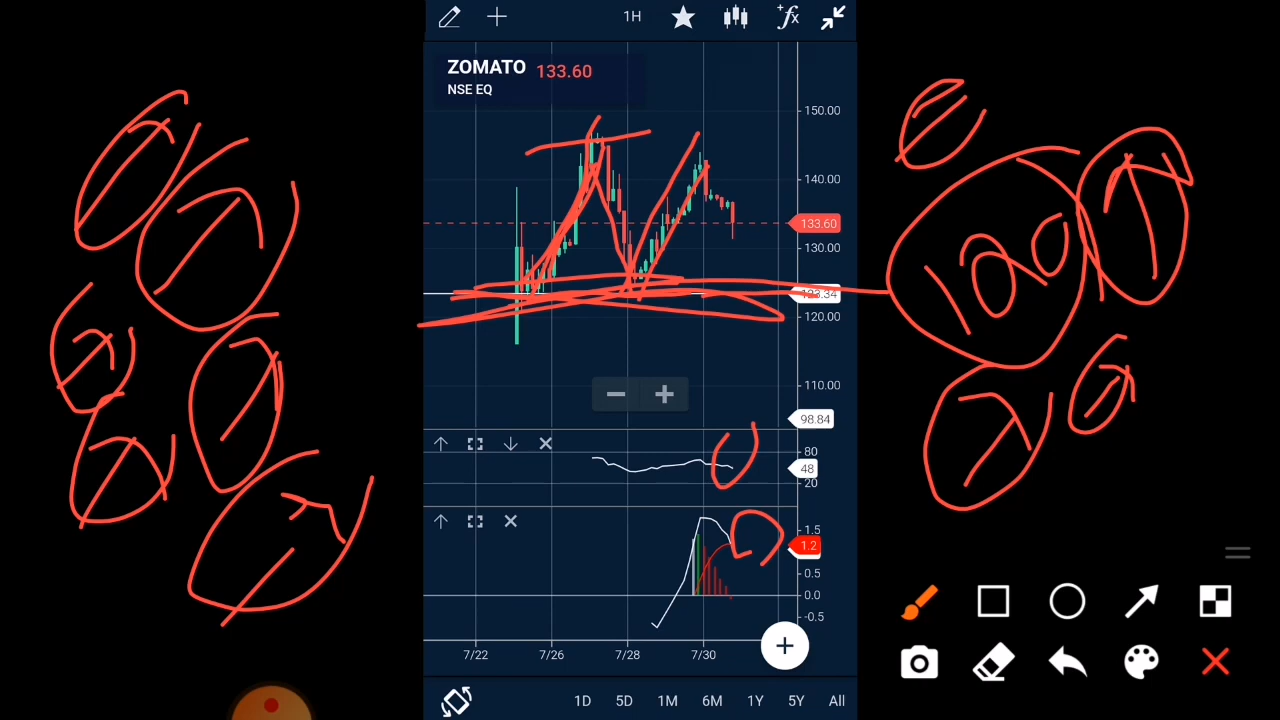 1H
+fx
ZOMATO 133.60
NSE EQ
150.00
140.00
133.60
130.00
120.00
110.00
98.84
80
48
20
1.5
1.2
0.5
0.0
-0.5
7/22 7/26 7/28 7/30
1D 5D 1M 6M 1Y 5Y All